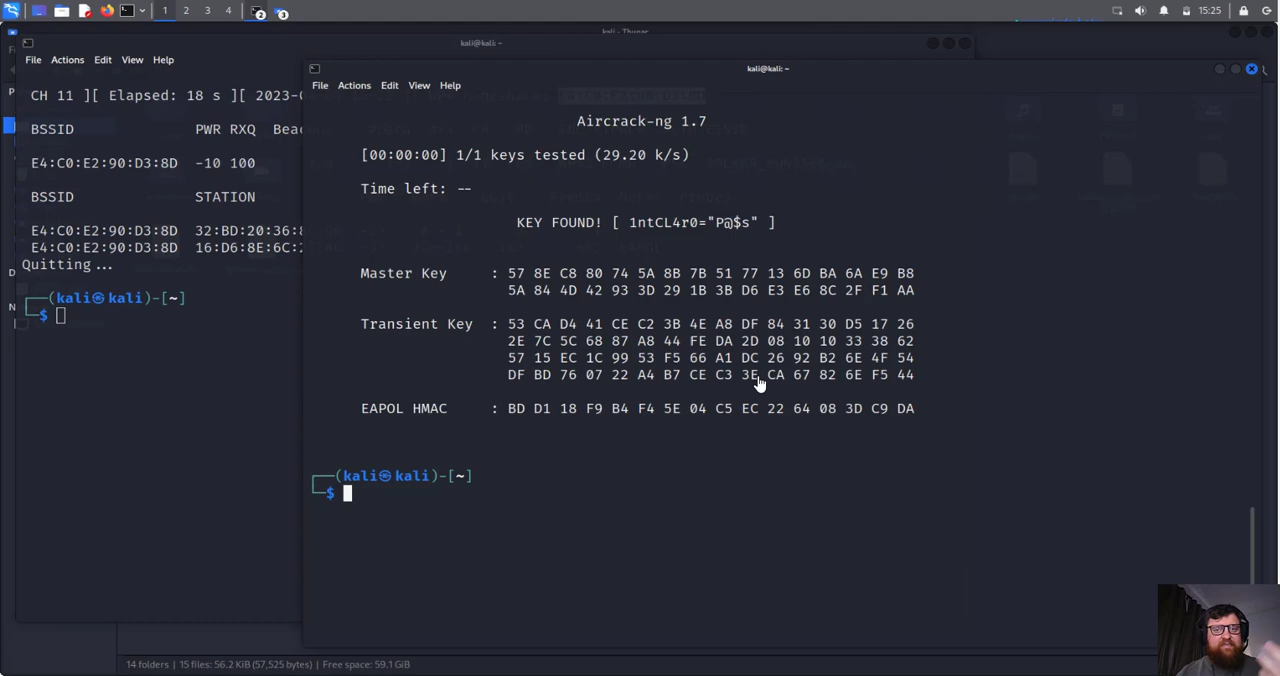 1 2 3 4 2 3 15:25
kali - Thunar
kali@kali: ~
File Actions Edit View Help
CH 11 ][ Elapsed: 18 s ][ 2023-
BSSID PWR RXQ Beac
E4:C0:E2:90:D3:8D -10 100
BSSID STATION
E4:C0:E2:90:D3:8D 32:BD:20:36:
E4:C0:E2:90:D3:8D 16:D6:8E:6C:
Quitting ...
(kali㉿kali)-[~]
$
kali@kali: ~
File Actions Edit View Help
Aircrack-ng 1.7
[00:00:00] 1/1 keys tested (29.20 k/s)
Time left: --
KEY FOUND! [ 1ntCL4r0="P@$s" ]
Master Key : 57 8E C8 80 74 5A 8B 7B 51 77 13 6D BA 6A E9 B8
5A 84 4D 42 93 3D 29 1B 3B D6 E3 E6 8C 2F F1 AA
Transient Key : 53 CA D4 41 CE C2 3B 4E A8 DF 84 31 30 D5 17 26
2E 7C 5C 68 87 A8 44 FE DA 2D 08 10 10 33 38 62
57 15 EC 1C 99 53 F5 66 A1 DC 26 92 B2 6E 4F 54
DF BD 76 07 22 A4 B7 CE C3 3E CA 67 82 6E F5 44
EAPOL HMAC : BD D1 18 F9 B4 F4 5E 04 C5 EC 22 64 08 3D C9 DA
(kali㉿kali)-[~]
$
14 folders | 15 files: 56.2 KiB (57,525 bytes) | Free space: 59.1 GiB